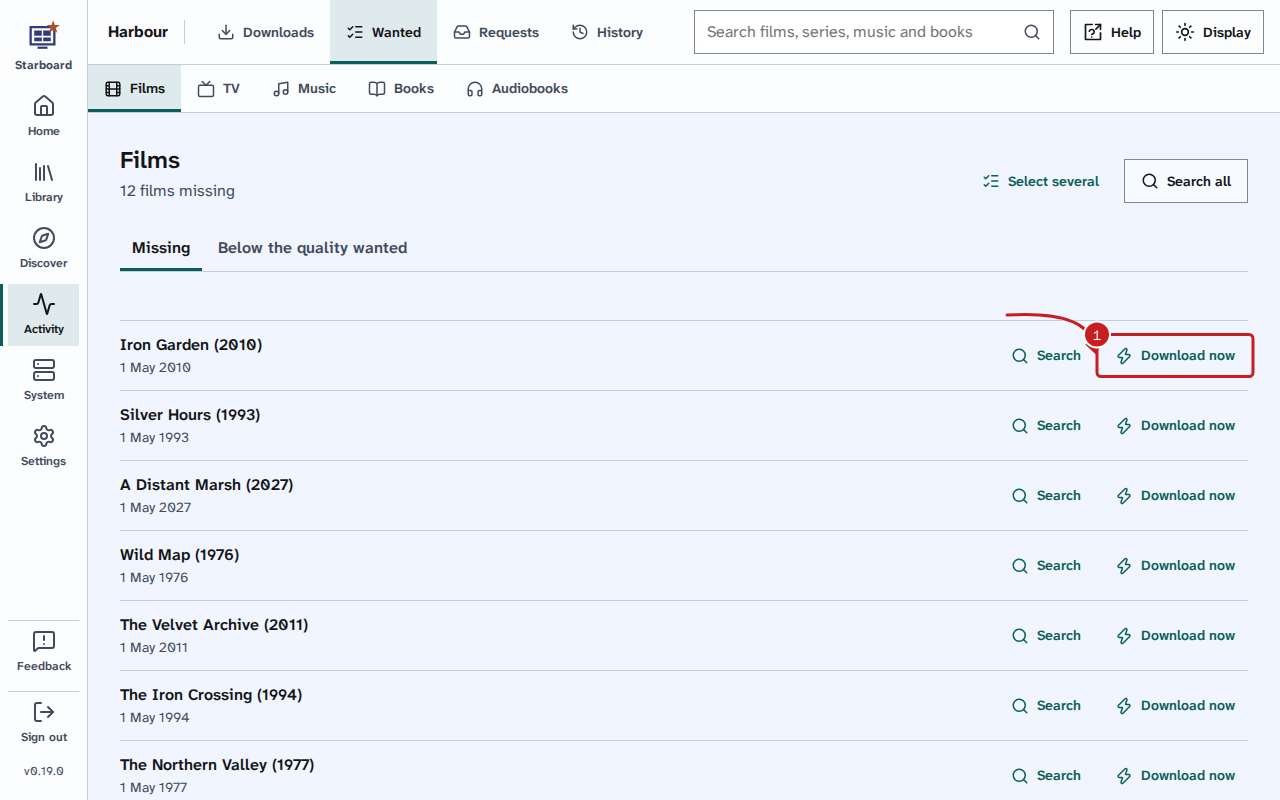 Starboard
Home
Library
Discover
Activity
System
Settings
Feedback
Sign out
v0.19.0
Harbour
Downloads
Wanted
Requests
History
Search films, series, music and books
Help
Display
Films
TV
Music
Books
Audiobooks
Films
12 films missing
Select several
Search all
Missing
Below the quality wanted
1
Iron Garden (2010)
1 May 2010
Search
Download now
Silver Hours (1993)
1 May 1993
Search
Download now
A Distant Marsh (2027)
1 May 2027
Search
Download now
Wild Map (1976)
1 May 1976
Search
Download now
The Velvet Archive (2011)
1 May 2011
Search
Download now
The Iron Crossing (1994)
1 May 1994
Search
Download now
The Northern Valley (1977)
1 May 1977
Search
Download now